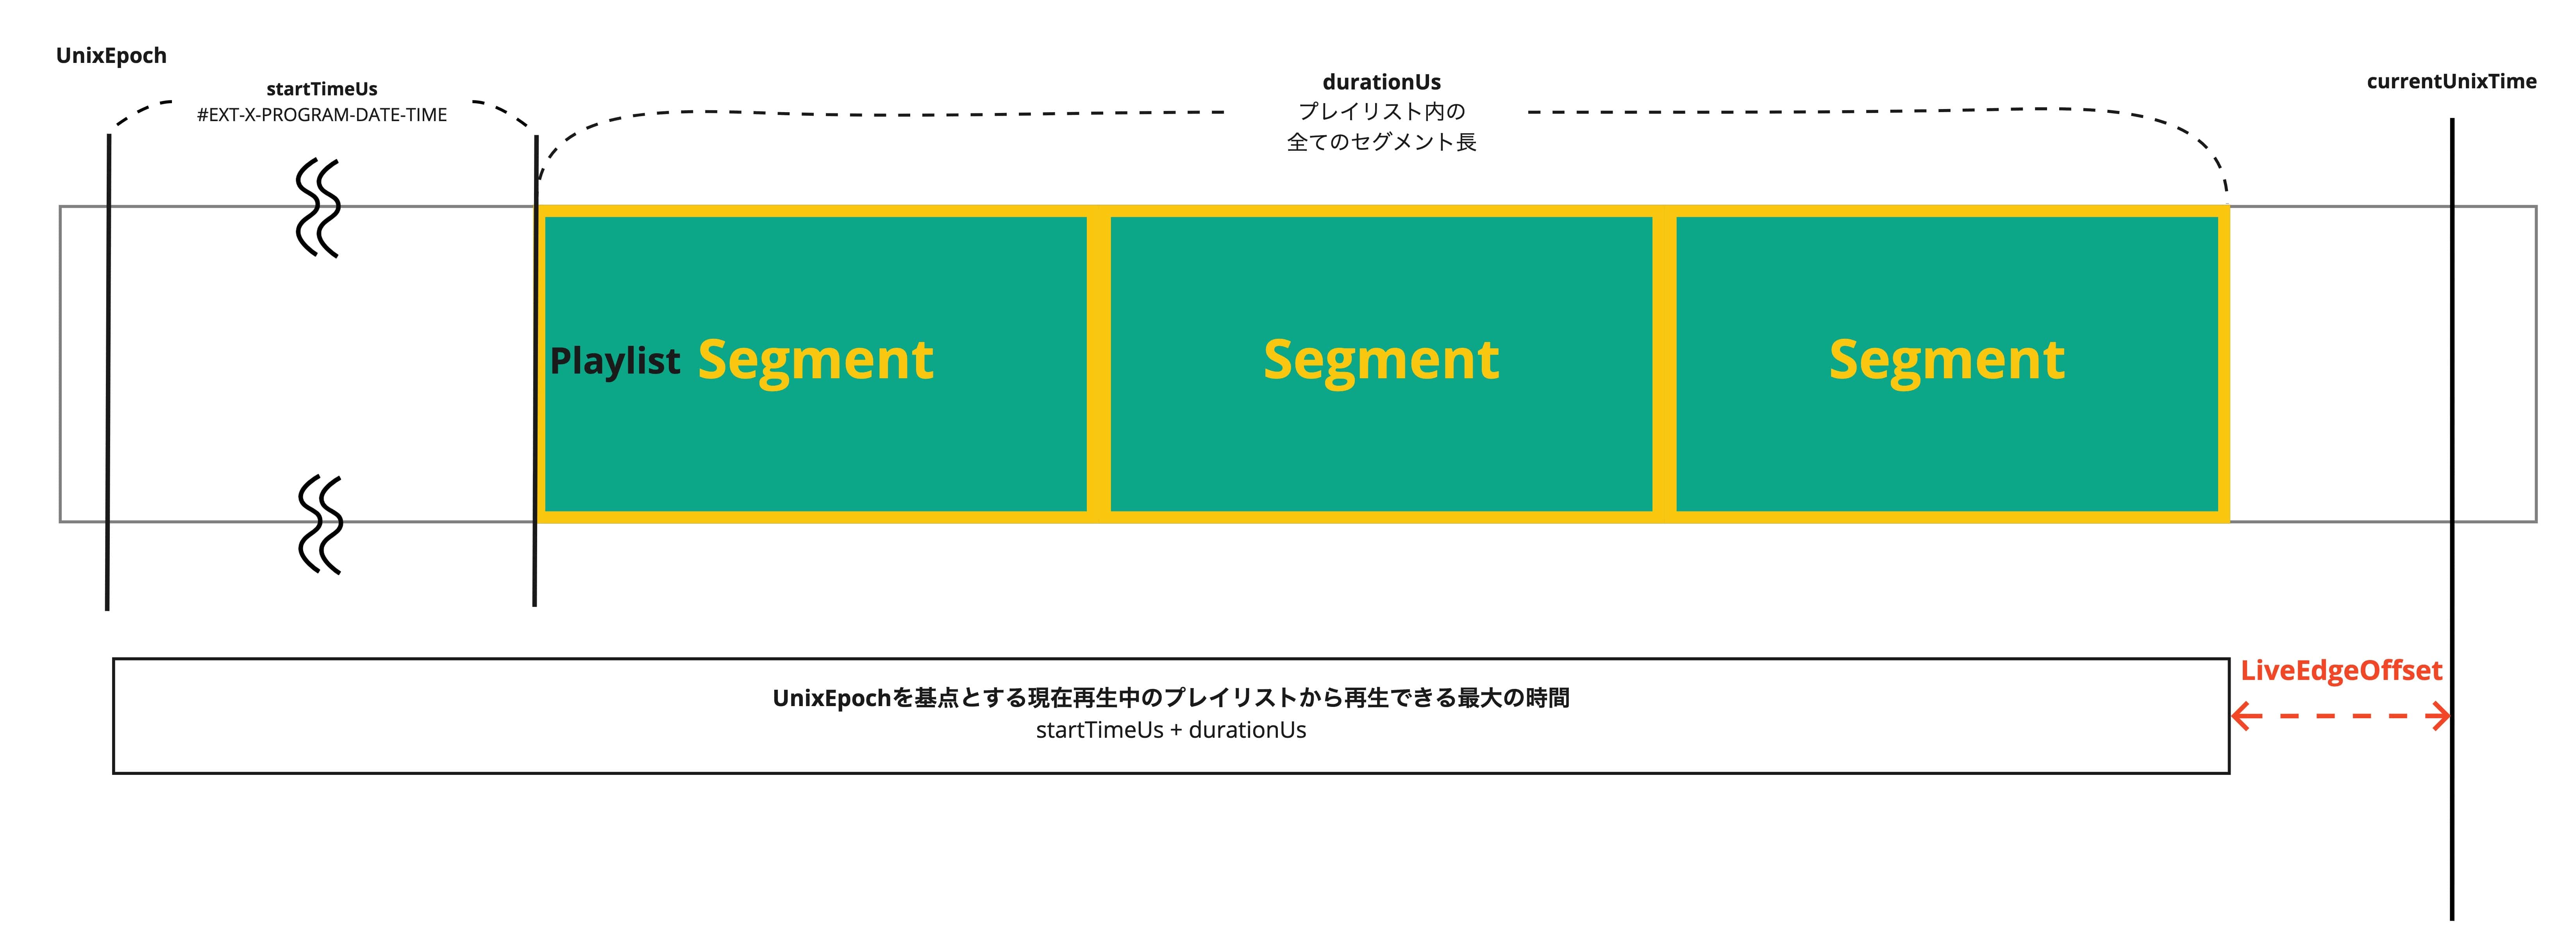 UnixEpoch
startTimeUs
#EXT-X-PROGRAM-DATE-TIME
durationUs
プレイリスト内の
全てのセグメント長
currentUnixTime
Playlist
Segment
Segment
Segment
UnixEpochを基点とする現在再生中のプレイリストから再生できる最大の時間
startTimeUs + durationUs
LiveEdgeOffset